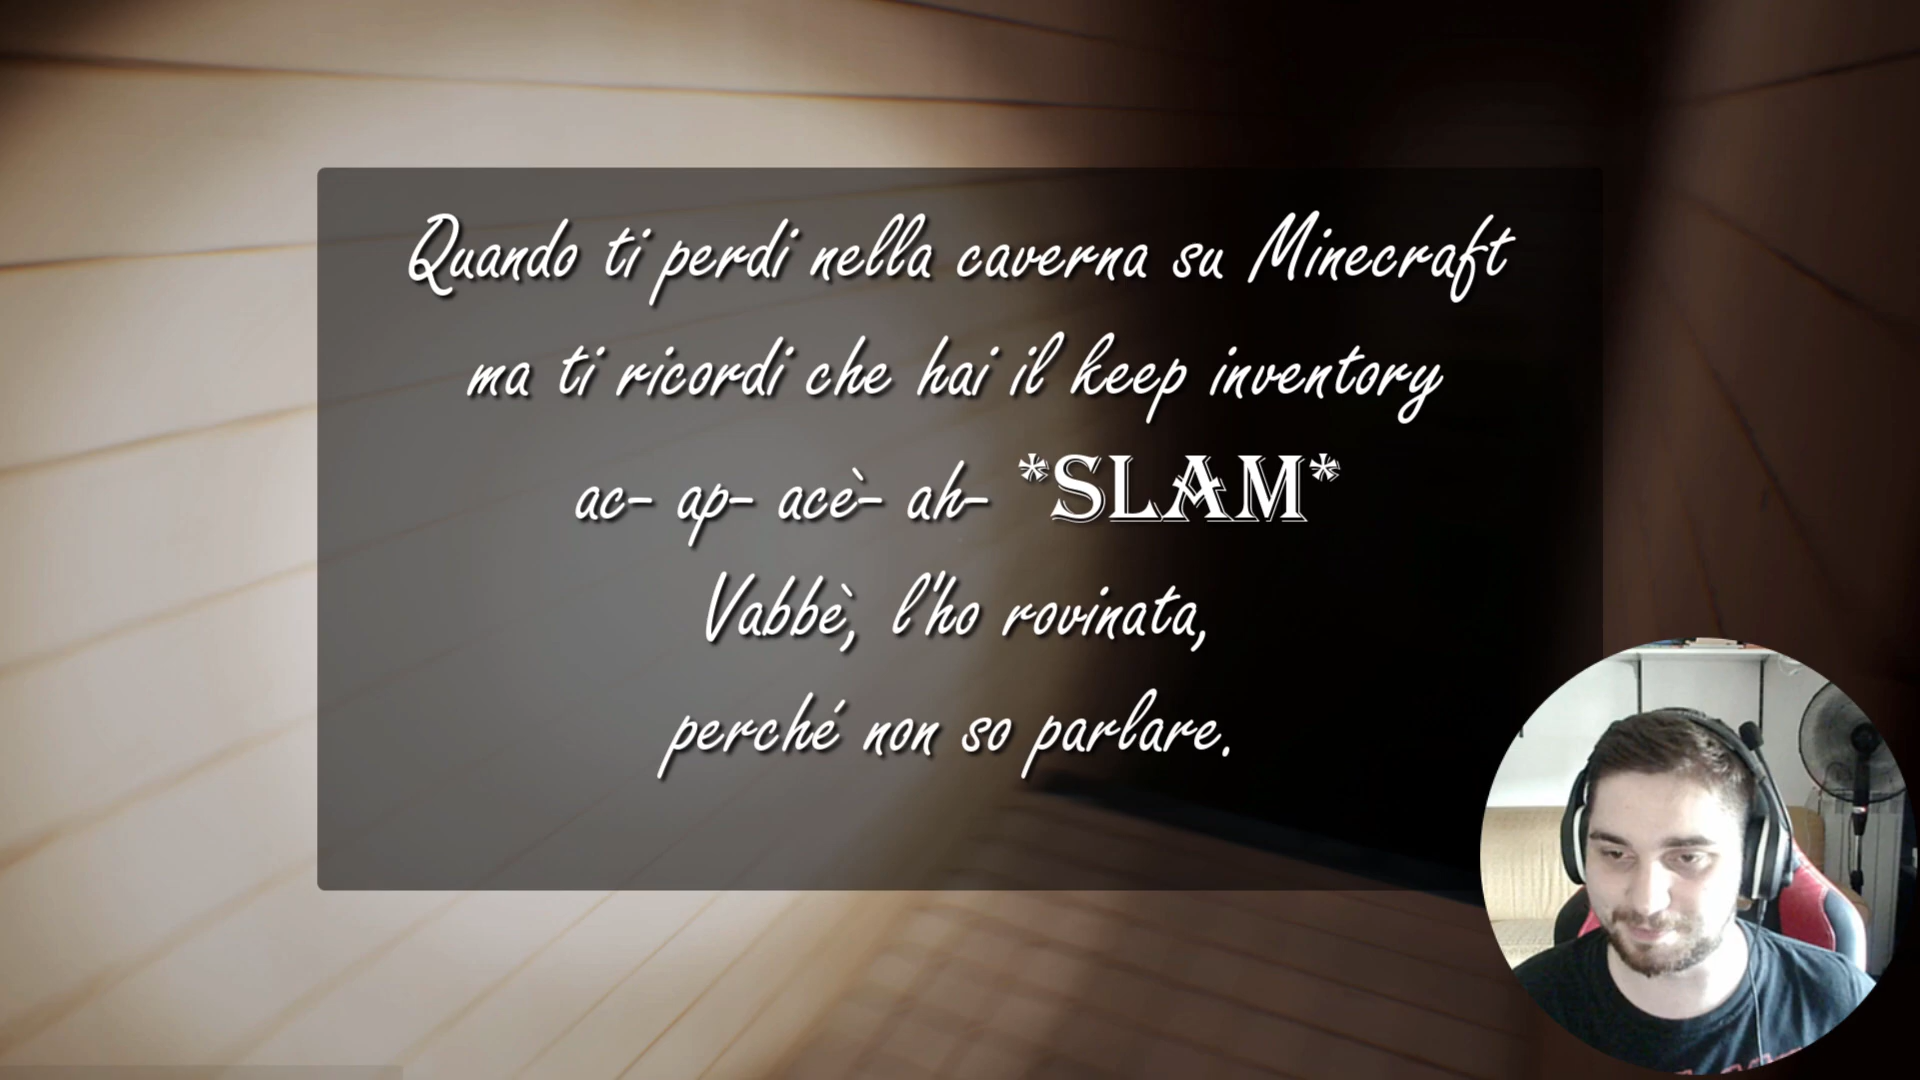 Quando ti perdi nella caverna su Minecraft
ma ti ricordi che hai il keep inventory
ac- ap- acè- ah- *SLAM*
Vabbè, l'ho rovinata,
perché non so parlare.